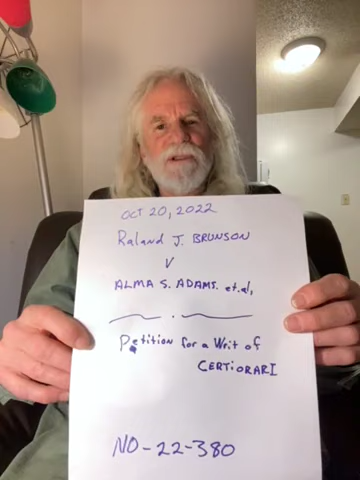 OCT 20, 2022
Raland J. BRUNSON
V
ALMA S. ADAMS. et.al,
Petition for a Writ of
CERTiORARI
NO-22-380